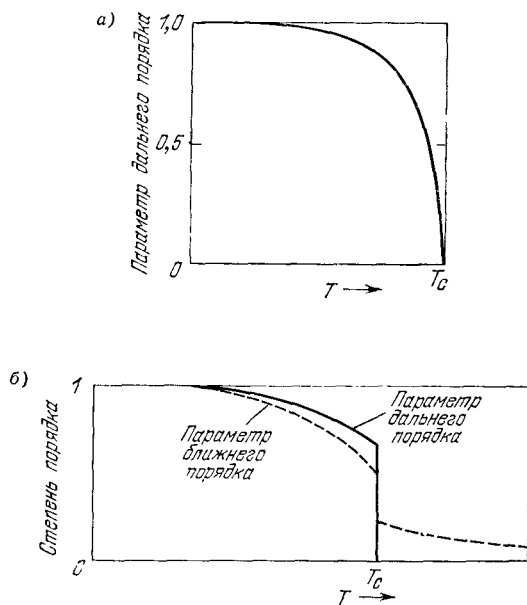 а)
Параметр дальнего порядка
1,0
0,5
0
T
Tc
б)
Степень порядка
1
0
Параметр
ближнего
порядка
Параметр
дальнего
порядка
Tc
T